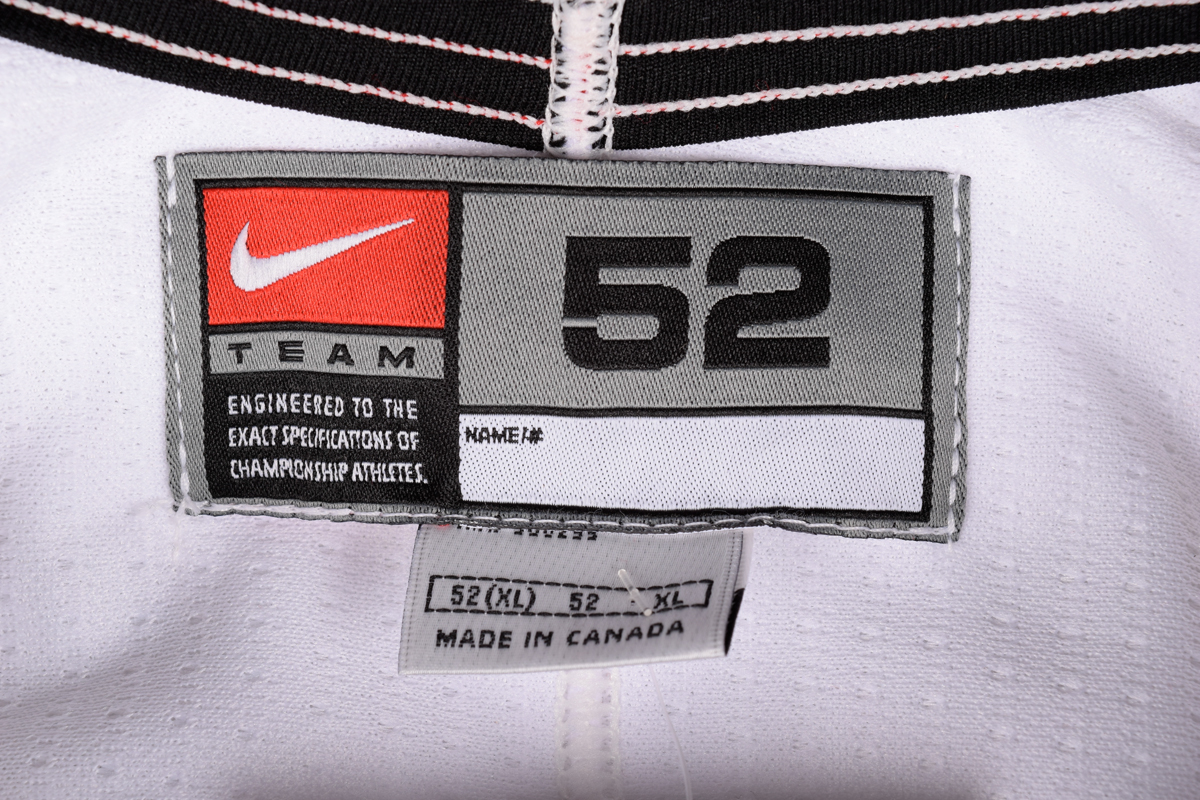 TEAM
ENGINEERED TO THE
EXACT SPECIFICATIONS OF
CHAMPIONSHIP ATHLETES.
52
NAME/#
52(XL) 52 XL
MADE IN CANADA